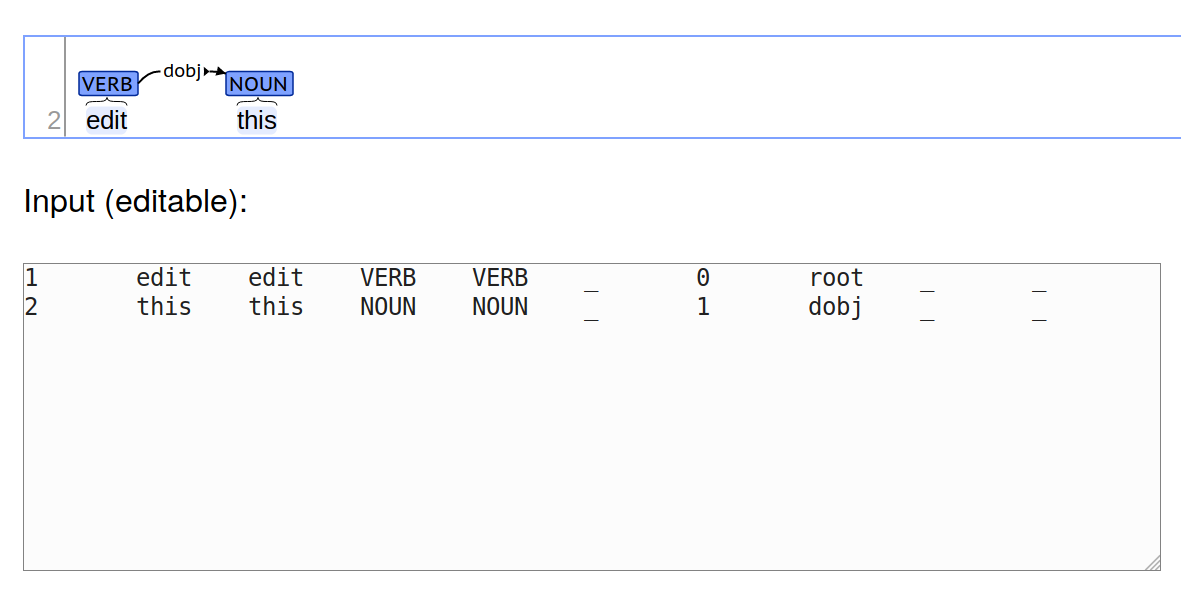 VERB dobj NOUN
2 edit this
Input (editable):
1 edit edit VERB VERB _ 0 root _ _
2 this this NOUN NOUN _ 1 dobj _ _